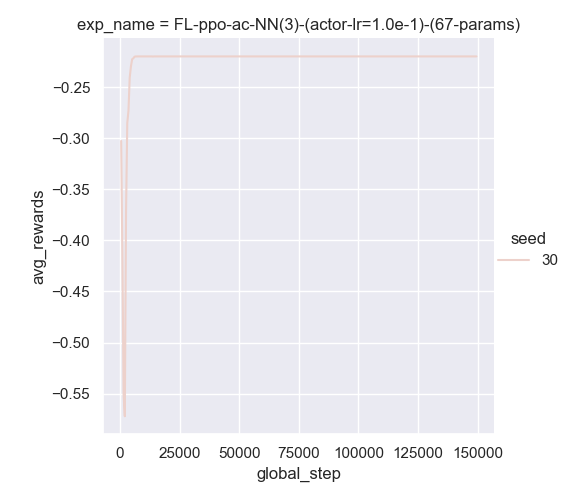 exp_name = FL-ppo-ac-NN(3)-(actor-lr=1.0e-1)-(67-params)
−0.25
−0.30
−0.35
−0.40
−0.45
−0.50
−0.55
avg_rewards
seed
30
0 25000 50000 75000 100000 125000 150000
global_step